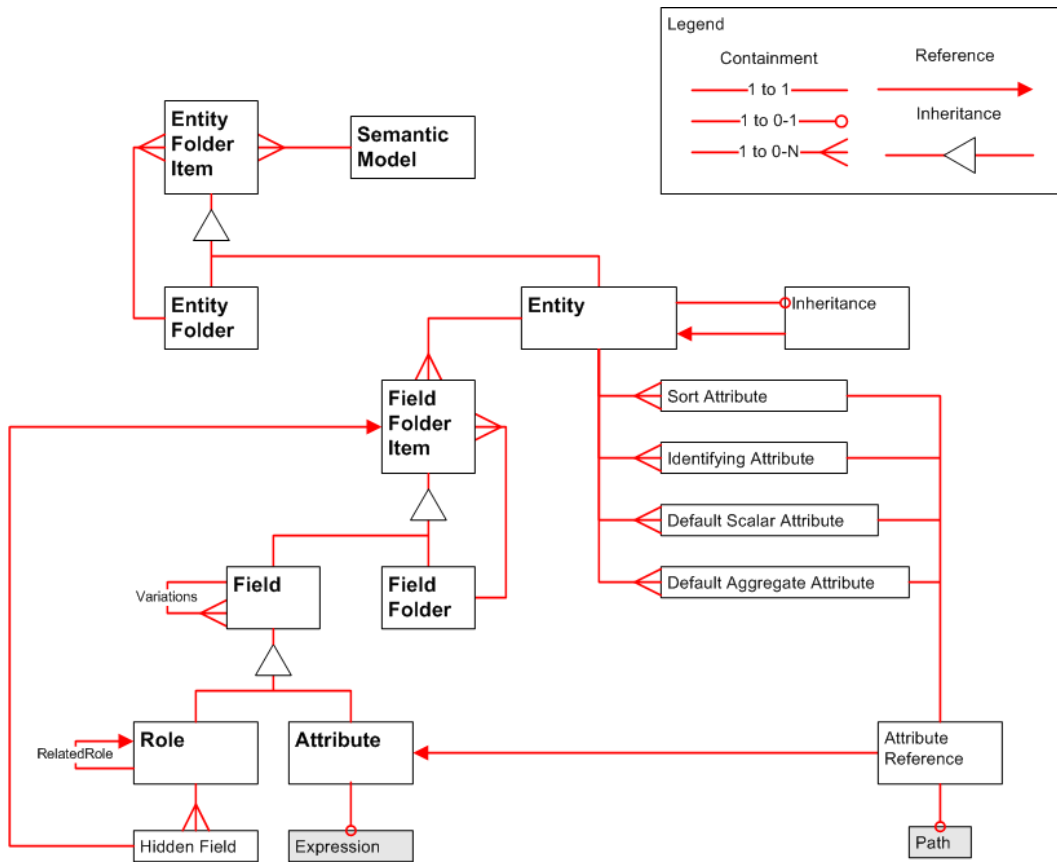 Legend
Containment
Reference
1 to 1
1 to 0-1
Inheritance
1 to 0-N
Entity
Folder
Item
Semantic
Model
Entity
Folder
Entity
Inheritance
Field
Folder
Item
Sort Attribute
Identifying Attribute
Default Scalar Attribute
Default Aggregate Attribute
Variations
Field
Field
Folder
RelatedRole
Role
Attribute
Attribute
Reference
Hidden Field
Expression
Path